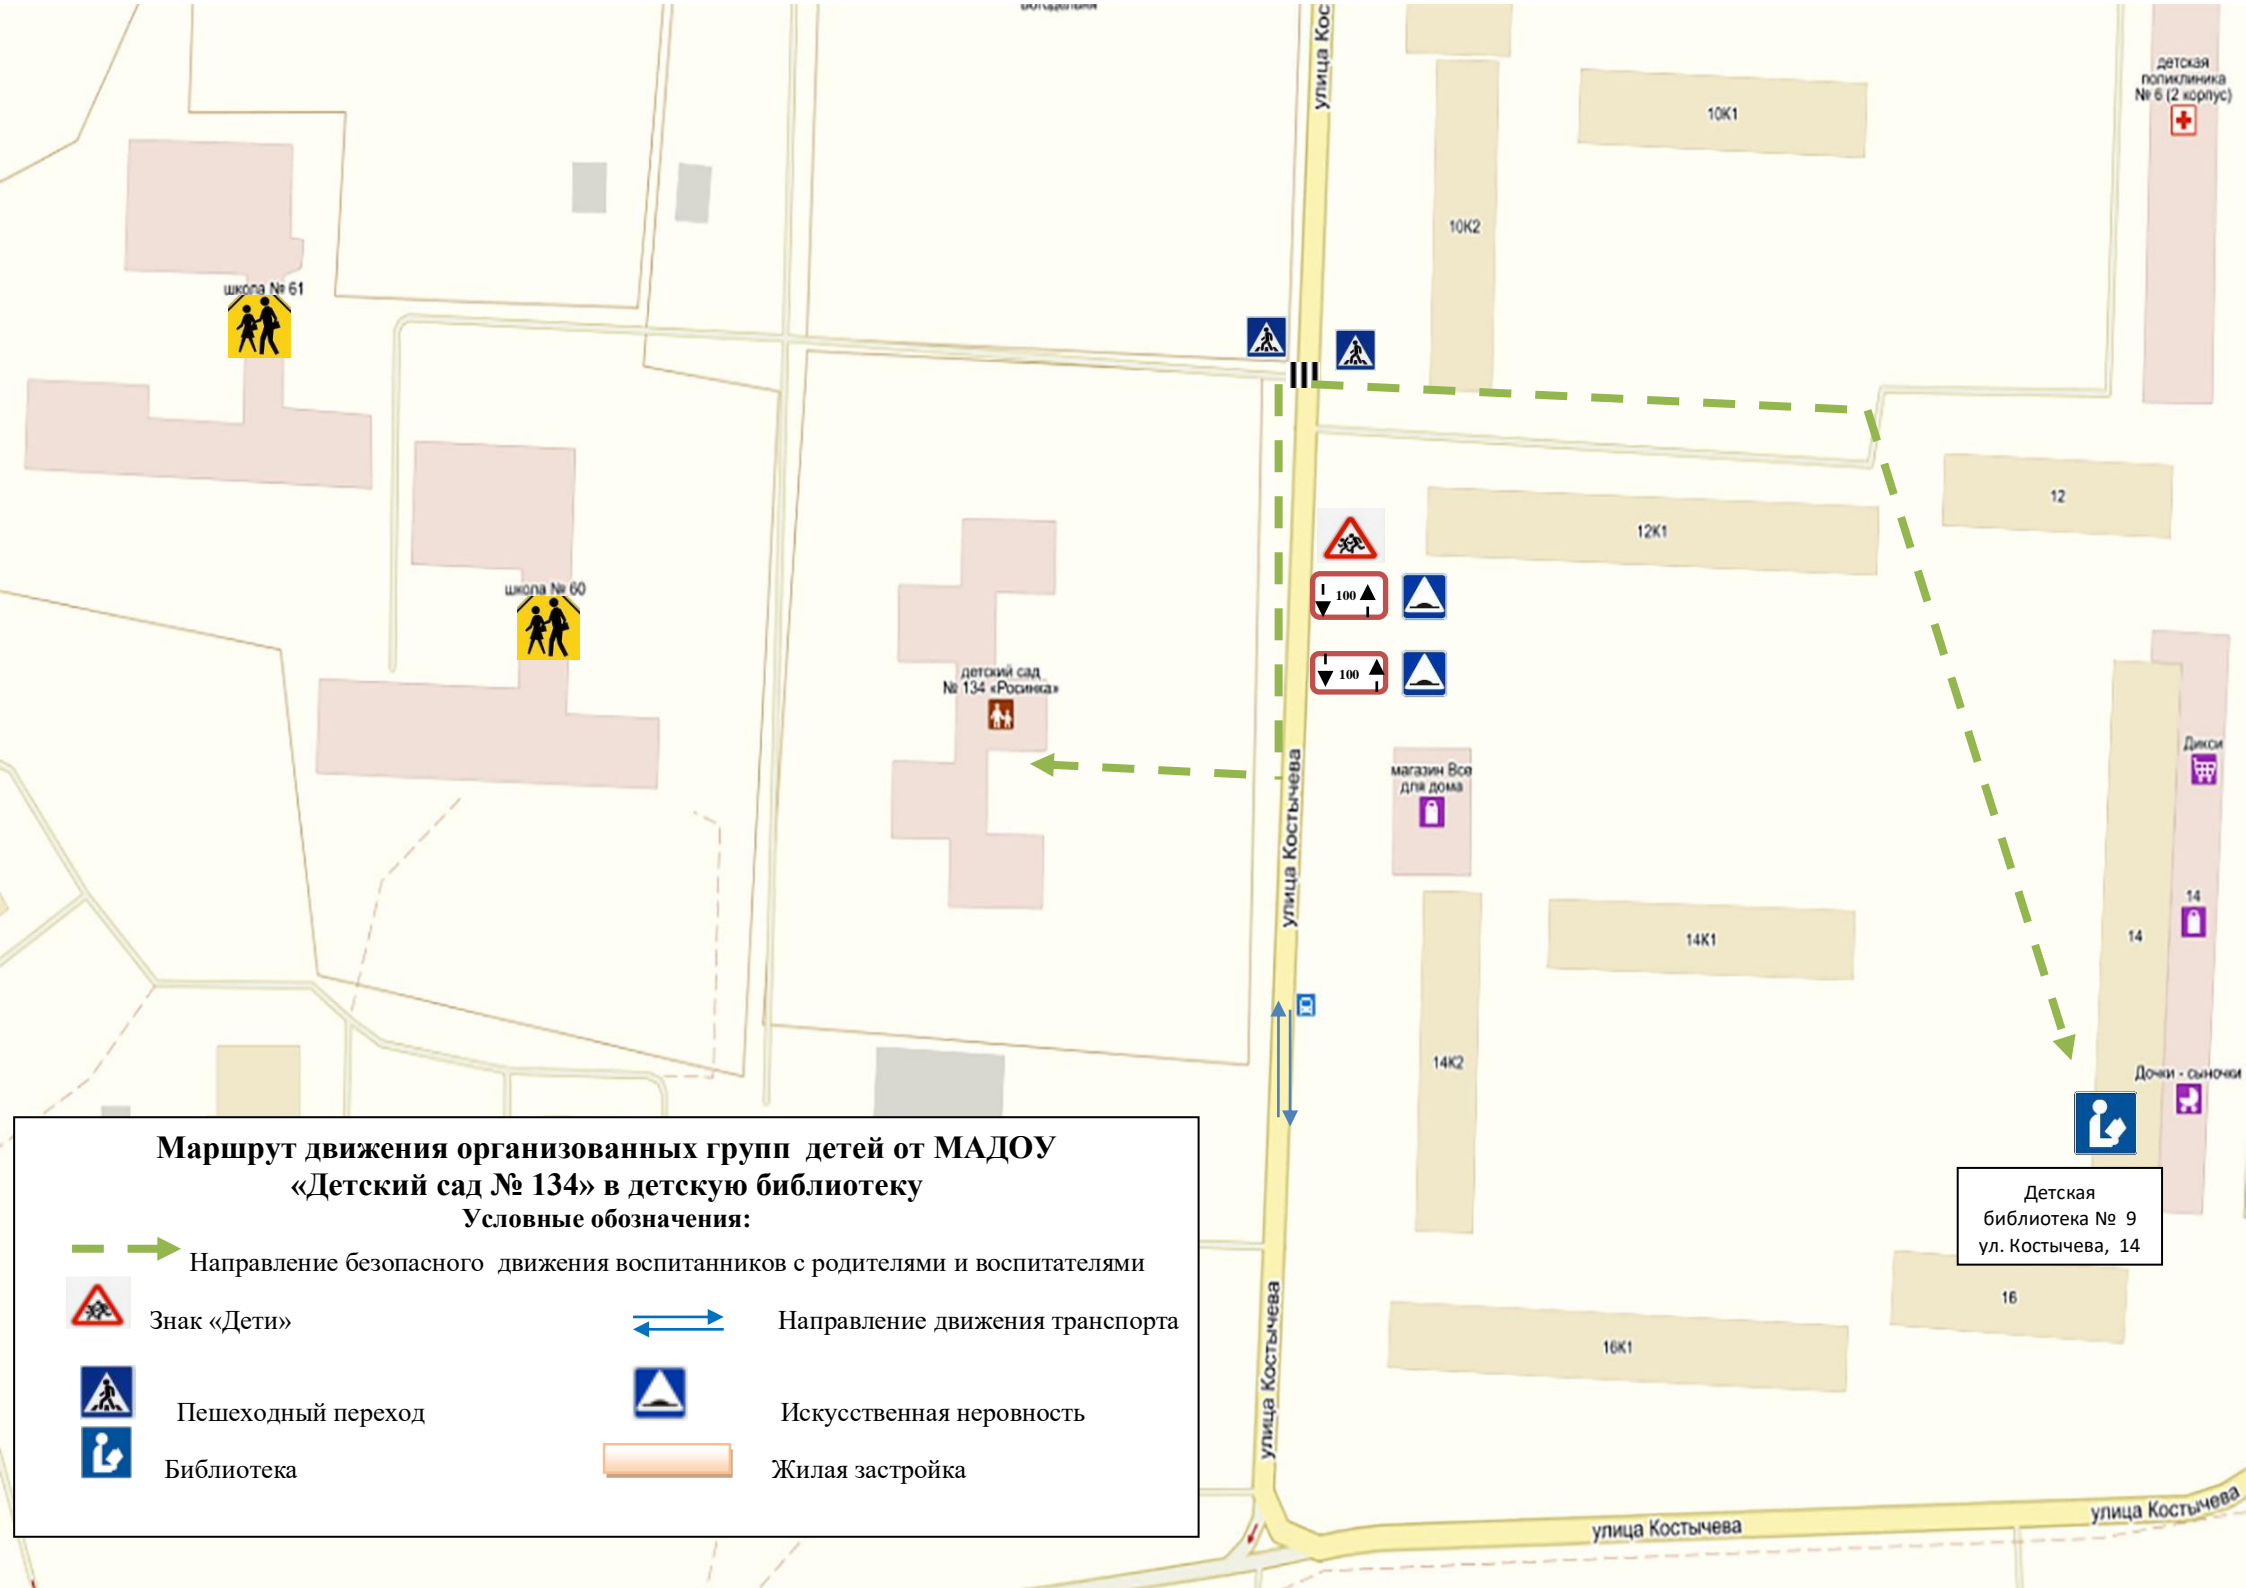 улица Кос
детская
поликлиника
№ 6 (2 корпус)
10К1
10К2
школа № 61
12
12К1
школа № 60
100
100
детский сад
№ 134 «Росинка»
Дикси
магазин Все
для дома
улица Костычева
14
14
14К1
14К2
Дочки - сыночки
Маршрут движения организованных групп детей от МАДОУ
«Детский сад № 134» в детскую библиотеку
Условные обозначения:
Направление безопасного движения воспитанников с родителями и воспитателями
Знак «Дети»
Направление движения транспорта
Пешеходный переход
Искусственная неровность
Библиотека
Жилая застройка
Детская
библиотека № 9
ул. Костычева, 14
16
16К1
улица Костычева
улица Костычева
улица Костычева